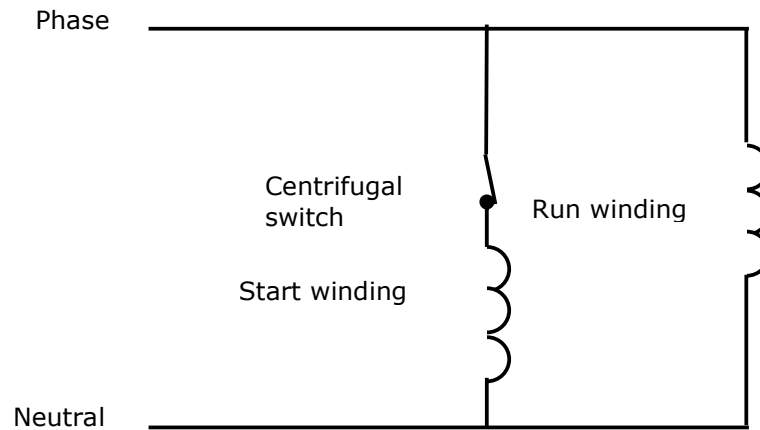 Phase
Centrifugal
switch
Run winding
Start winding
Neutral